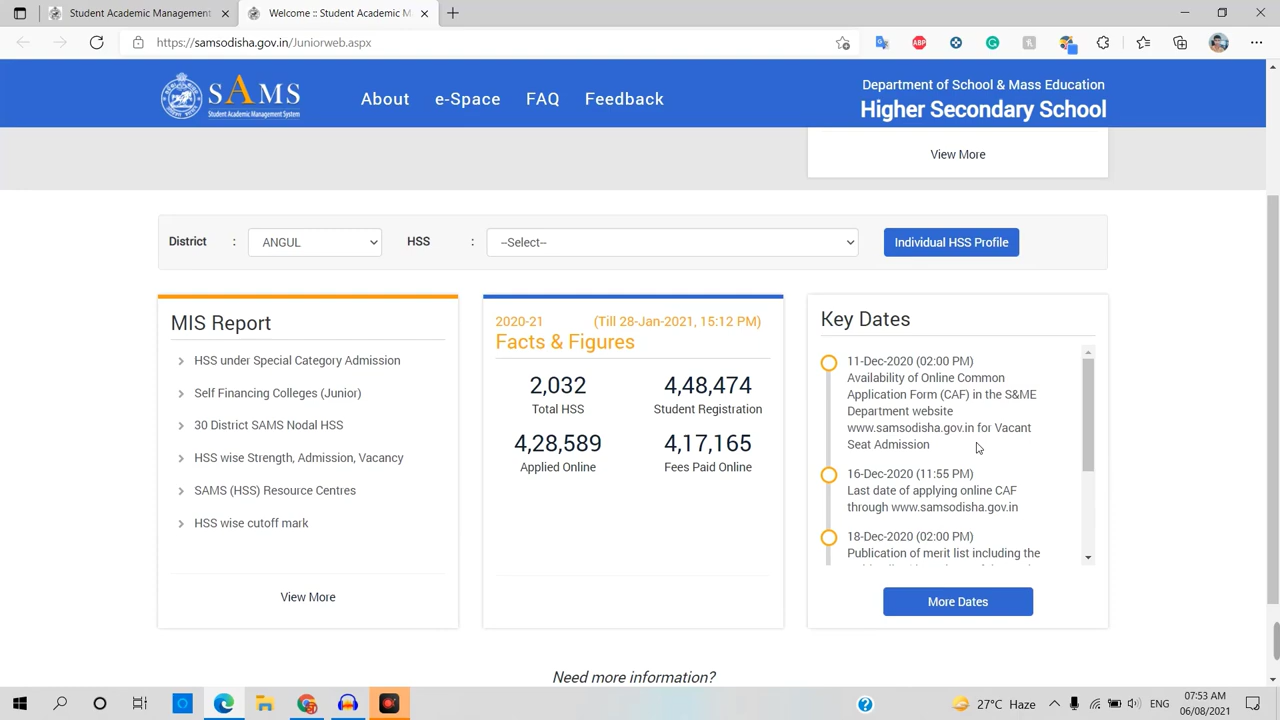 Student Academic Management
Welcome :: Student Academic M
https://samsodisha.gov.in/Juniorweb.aspx
ABP
SAMS
Student Academic Management System
About
e-Space
FAQ
Feedback
Department of School & Mass Education
Higher Secondary School
View More
District :
ANGUL
HSS :
--Select--
Individual HSS Profile
MIS Report
HSS under Special Category Admission
Self Financing Colleges (Junior)
30 District SAMS Nodal HSS
HSS wise Strength, Admission, Vacancy
SAMS (HSS) Resource Centres
HSS wise cutoff mark
View More
2020-21 (Till 28-Jan-2021, 15:12 PM)
Facts & Figures
2,032 4,48,474
Total HSS Student Registration
4,28,589 4,17,165
Applied Online Fees Paid Online
Key Dates
11-Dec-2020 (02:00 PM)
Availability of Online Common
Application Form (CAF) in the S&ME
Department website
www.samsodisha.gov.in for Vacant
Seat Admission
16-Dec-2020 (11:55 PM)
Last date of applying online CAF
through www.samsodisha.gov.in
18-Dec-2020 (02:00 PM)
Publication of merit list including the
More Dates
Need more information?
27°C Haze
ENG
07:53 AM
06/08/2021